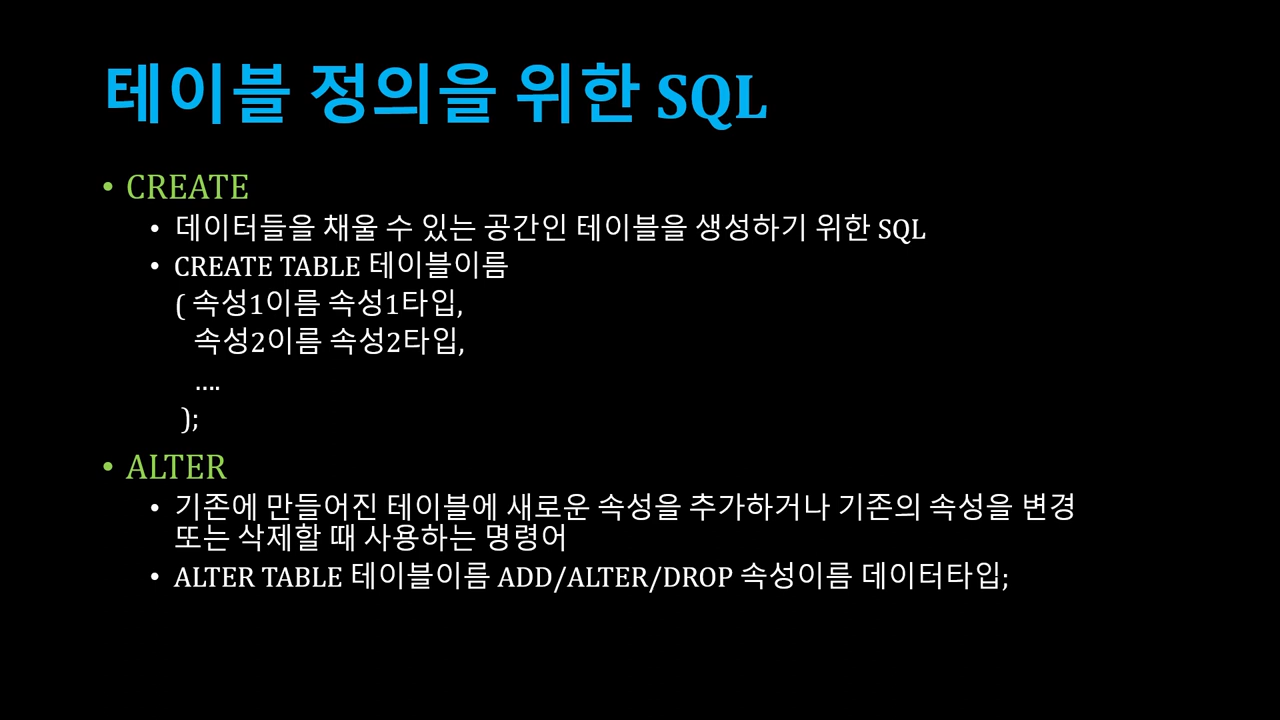 테이블 정의을 위한 SQL
• CREATE
• 데이터들을 채울 수 있는 공간인 테이블을 생성하기 위한 SQL
• CREATE TABLE 테이블이름
( 속성1이름 속성1타입,
속성2이름 속성2타입,
....
);
• ALTER
• 기존에 만들어진 테이블에 새로운 속성을 추가하거나 기존의 속성을 변경
또는 삭제할 때 사용하는 명령어
• ALTER TABLE 테이블이름 ADD/ALTER/DROP 속성이름 데이터타입;